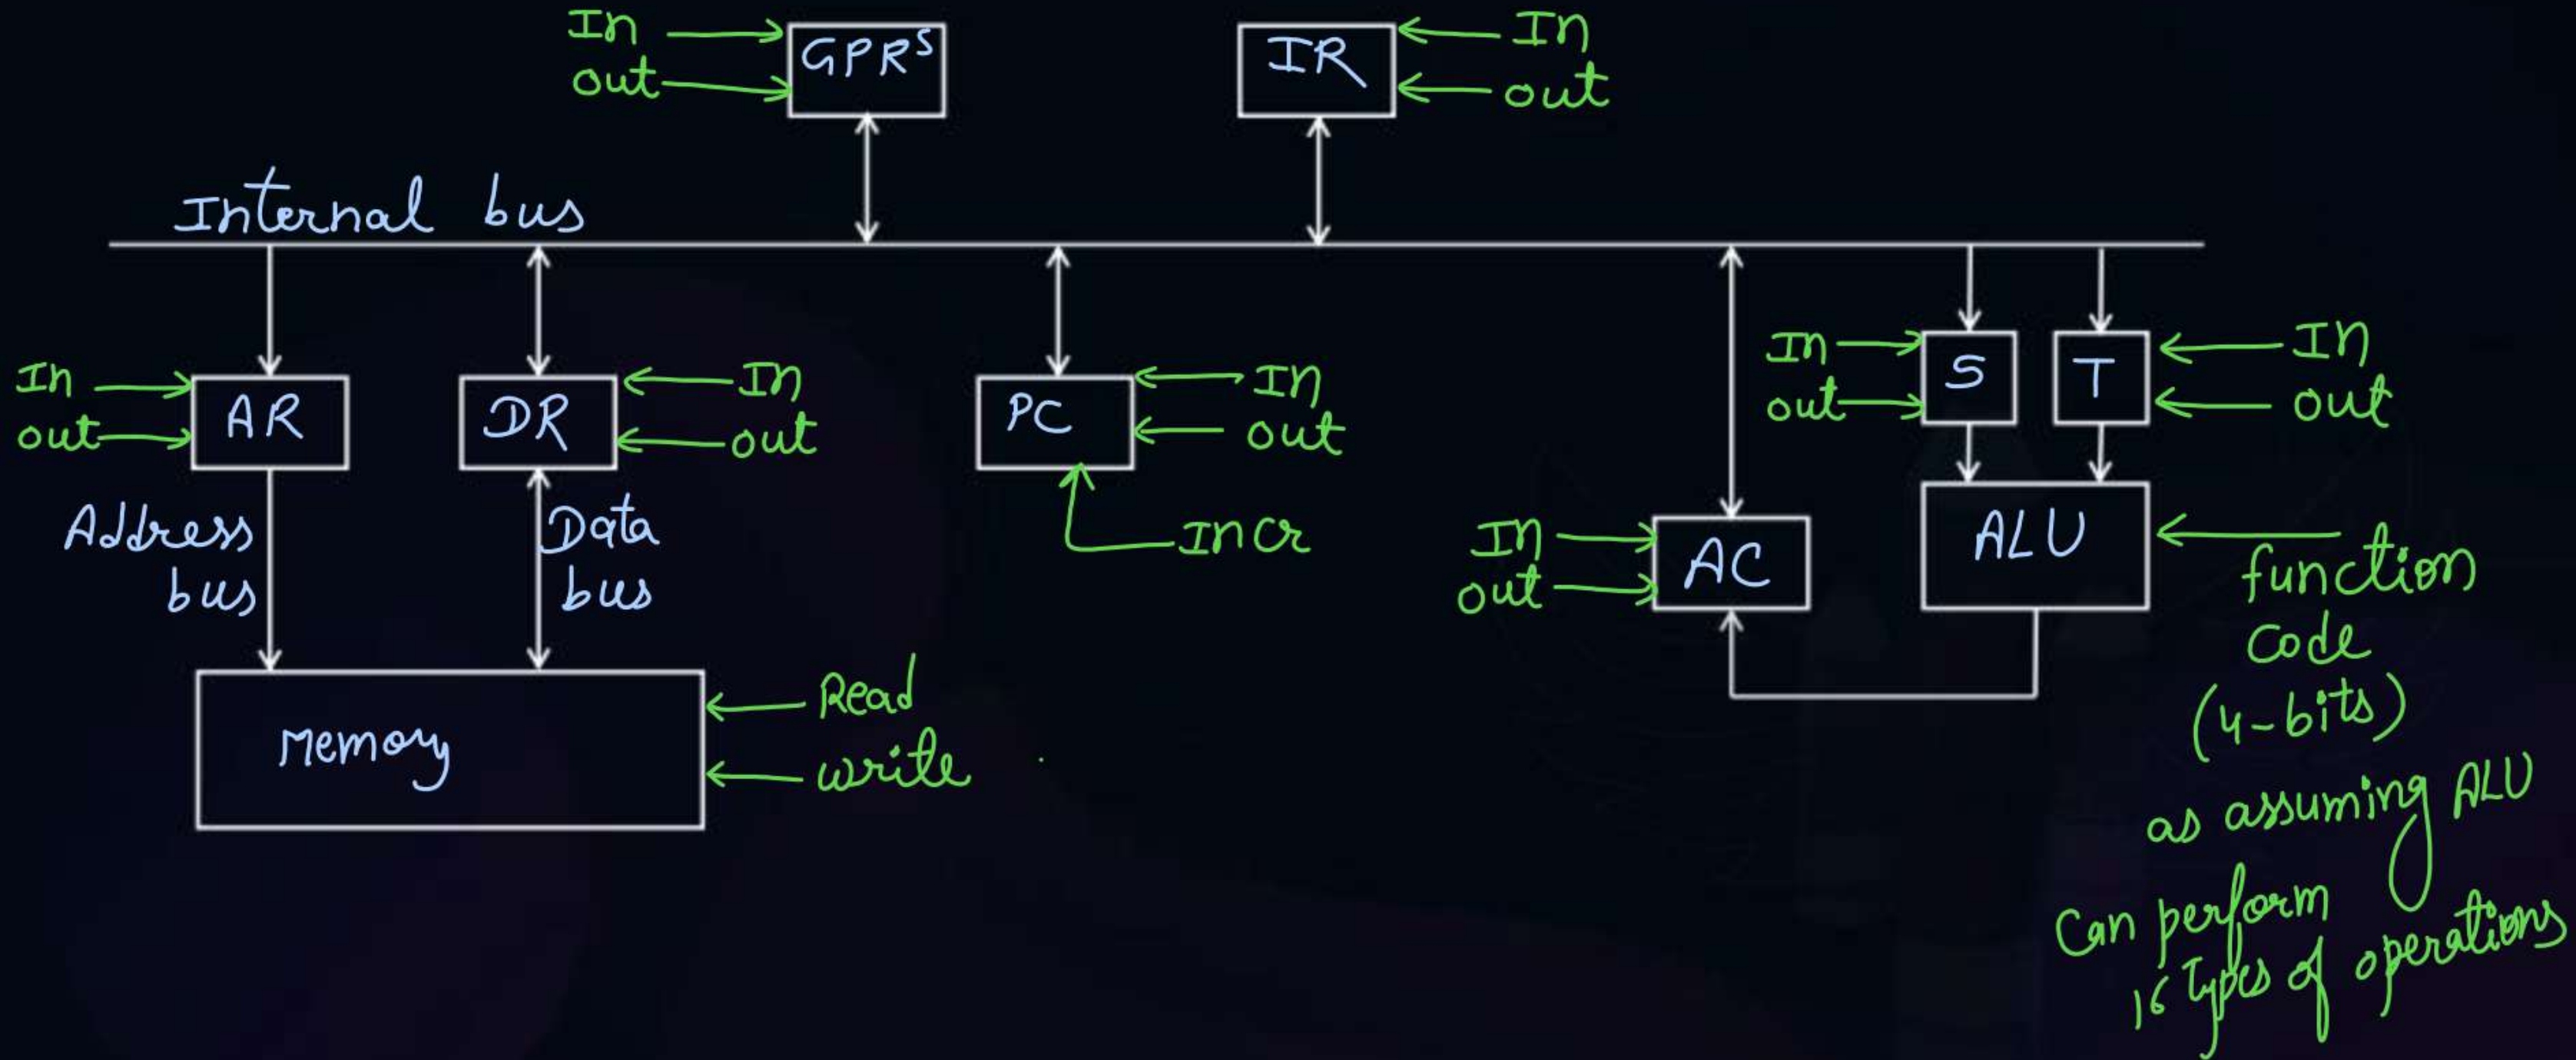 In
out
GPRS
IR
In
out
Internal bus
In
out
AR
DR
In
out
PC
In
out
Incr
In
out
S
T
In
out
Address
bus
Data
bus
In
out
AC
ALU
function
Code
(4-bits)
as assuming ALU
Can perform
16 Types of operations
Memory
Read
write